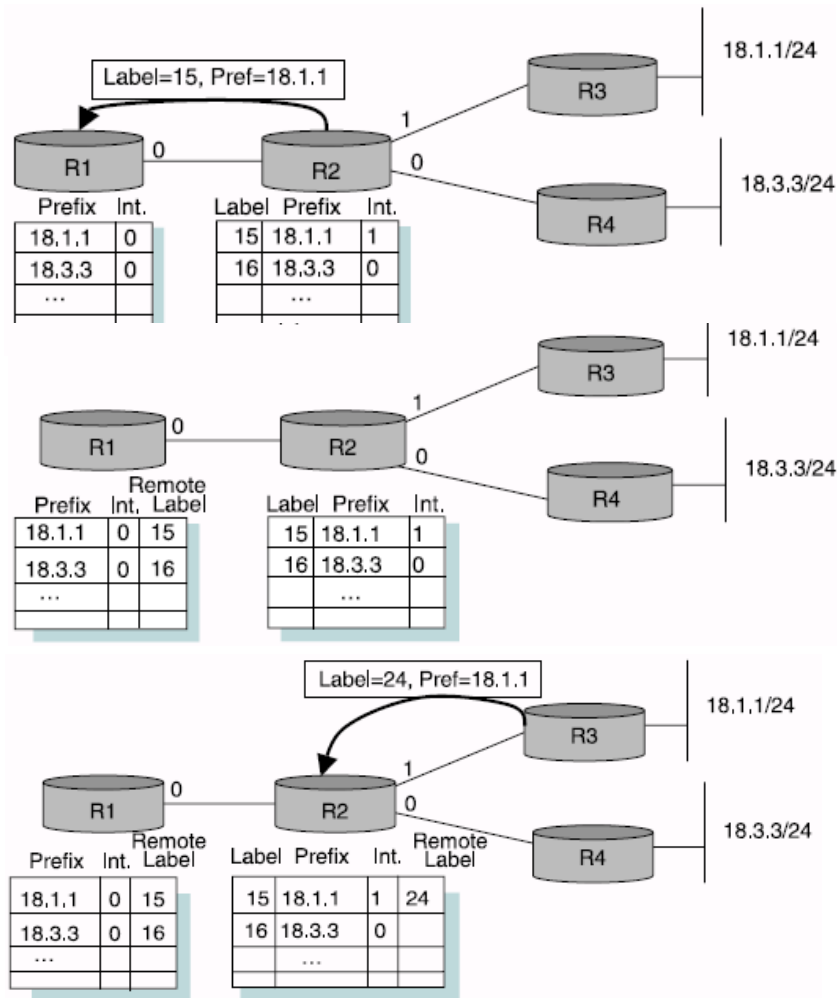 18.1.1/24
Label=15, Pref=18.1.1
R3
1
0
0
R1
R2
18.3.3/24
R4
Prefix Int.
Label Prefix Int.
18.1.1 0
15 18.1.1 1
18.3.3 0
16 18.3.3 0
...
...
18.1.1/24
R3
1
0
R1
R2
0
18.3.3/24
R4
Prefix Int. Remote Label
Label Prefix Int.
18.1.1 0 15
15 18.1.1 1
18.3.3 0 16
16 18.3.3 0
...
...
Label=24, Pref=18.1.1
18.1.1/24
R3
1
0
0
R1
R2
18.3.3/24
R4
Prefix Int. Remote Label
Label Prefix Int. Remote Label
18.1.1 0 15
15 18.1.1 1 24
18.3.3 0 16
16 18.3.3 0
...
...